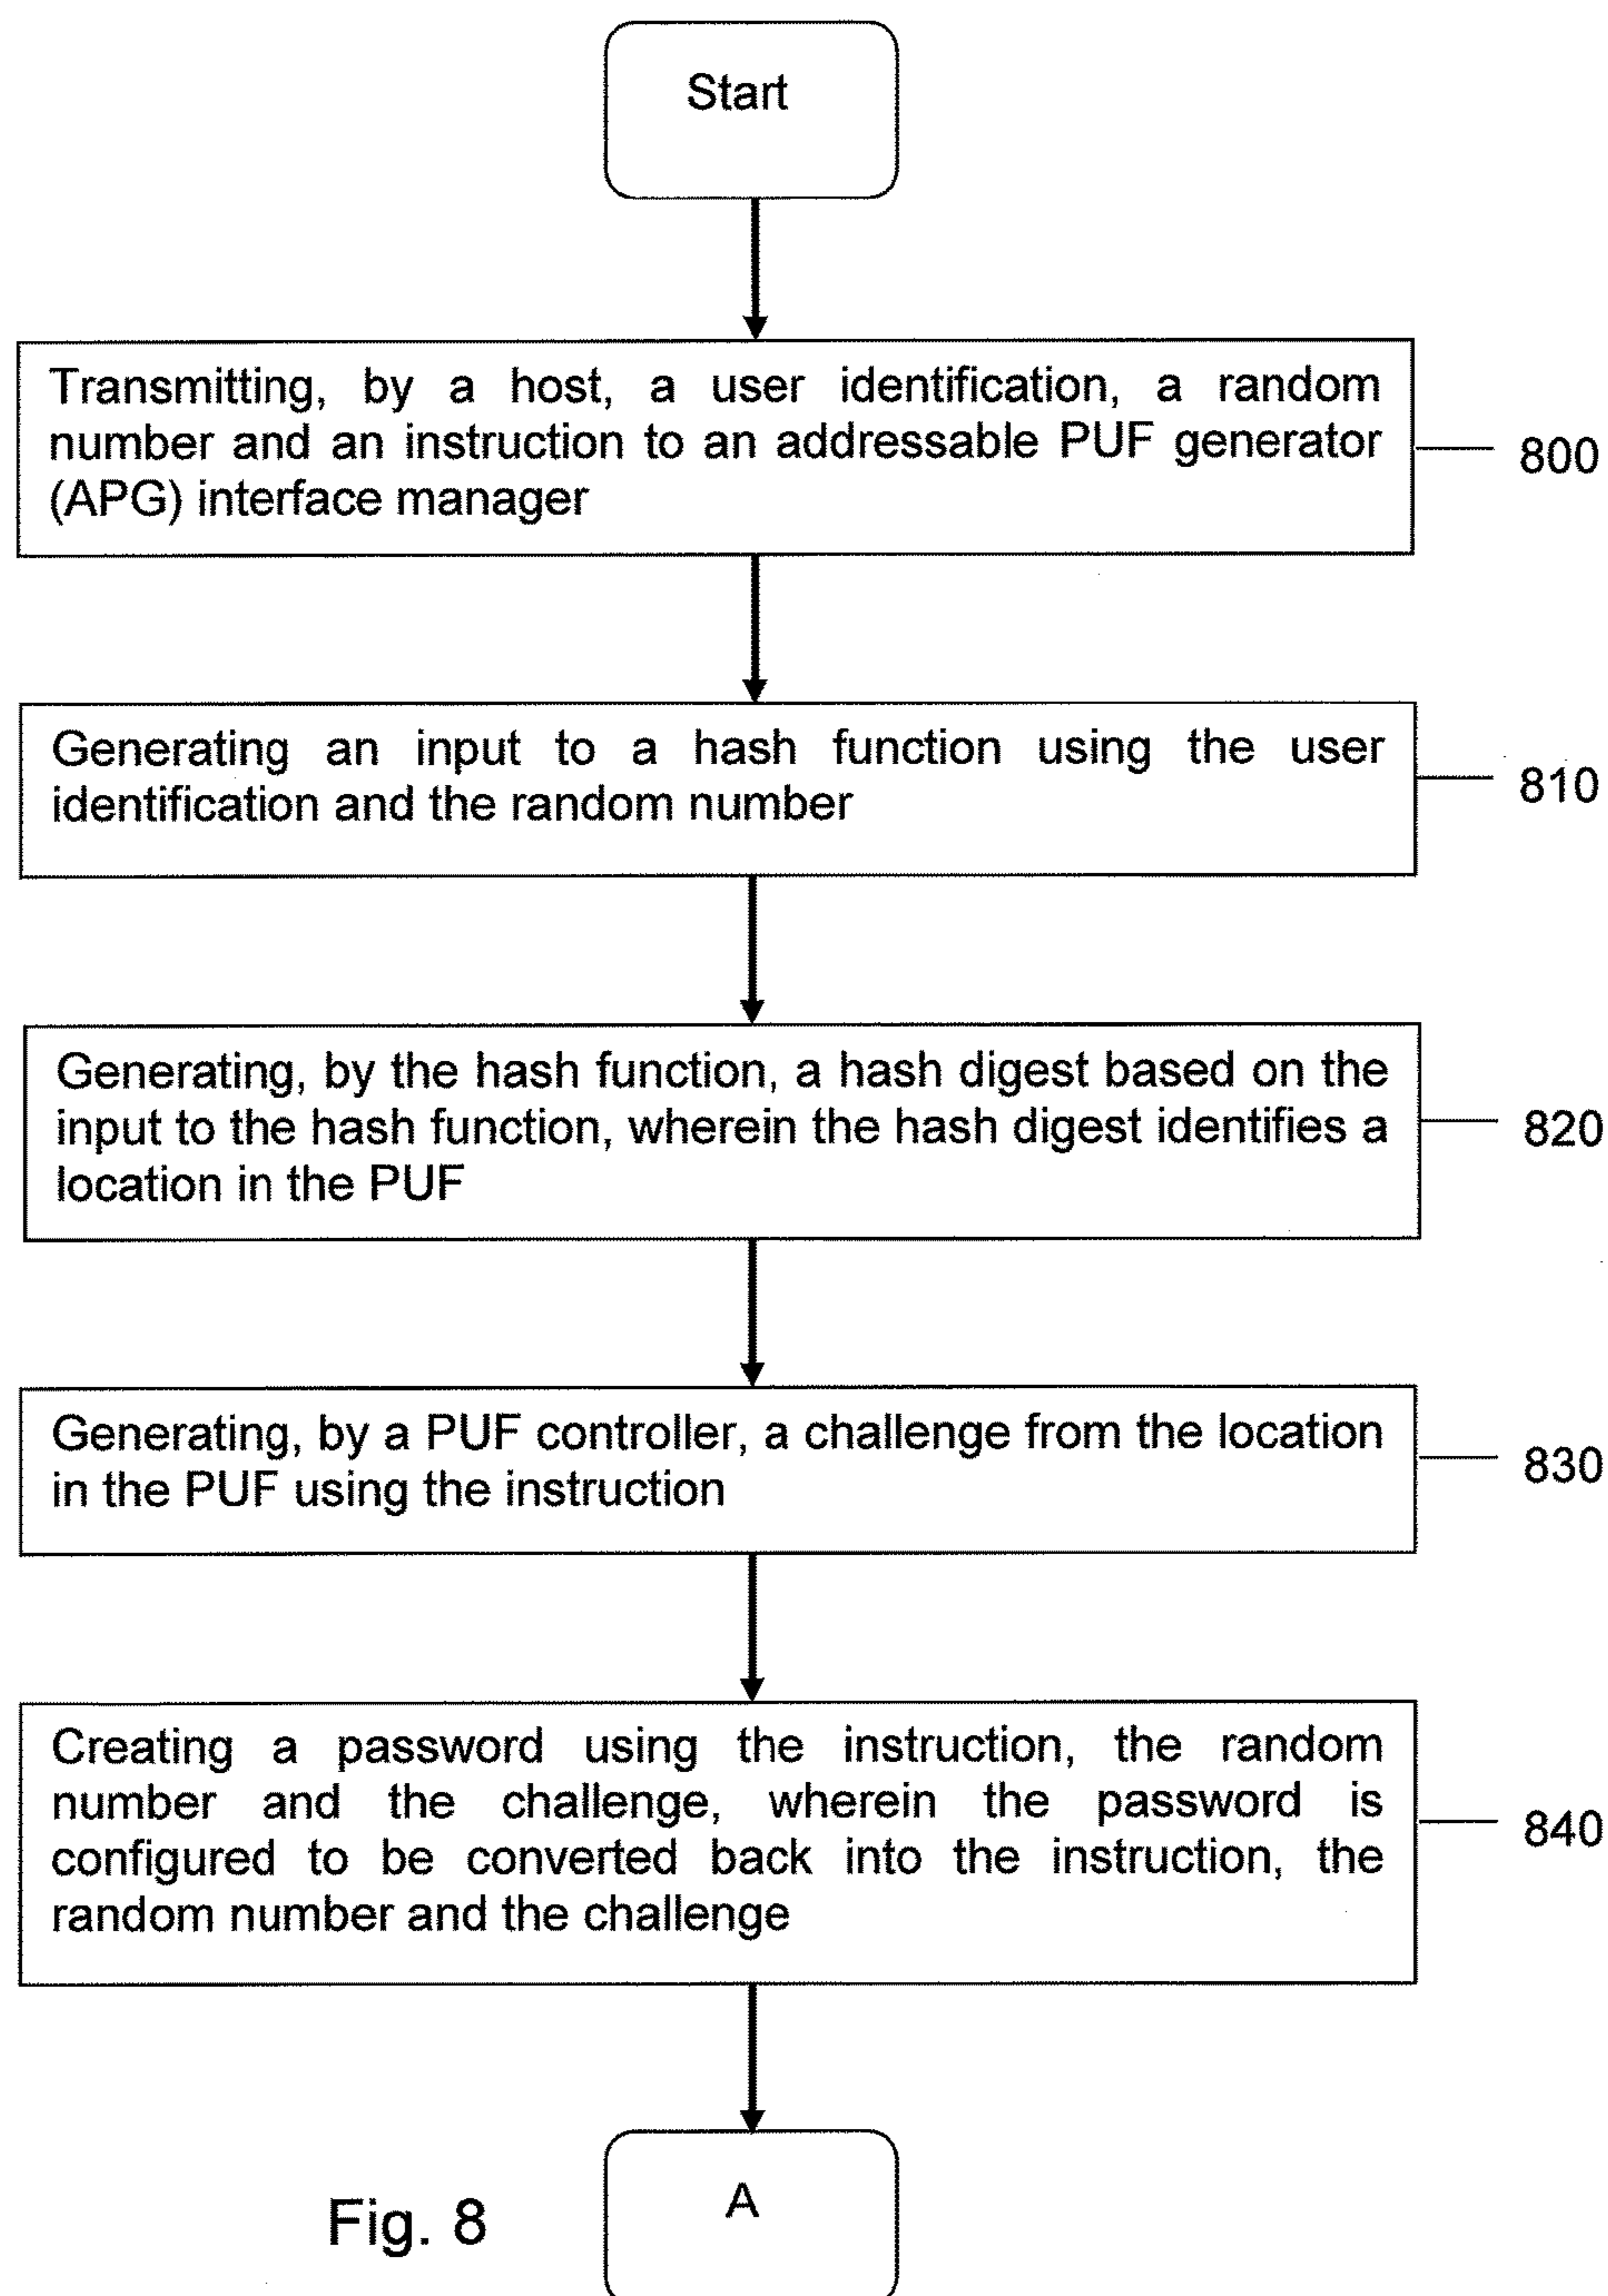 Start
Transmitting, by a host, a user identification, a random
number and an instruction to an addressable PUF generator
(APG) interface manager
800
Generating an input to a hash function using the user
identification and the random number
810
Generating, by the hash function, a hash digest based on the
input to the hash function, wherein the hash digest identifies a
location in the PUF
820
Generating, by a PUF controller, a challenge from the location
in the PUF using the instruction
830
Creating a password using the instruction, the random
number and the challenge, wherein the password is
configured to be converted back into the instruction, the
random number and the challenge
840
A
Fig. 8